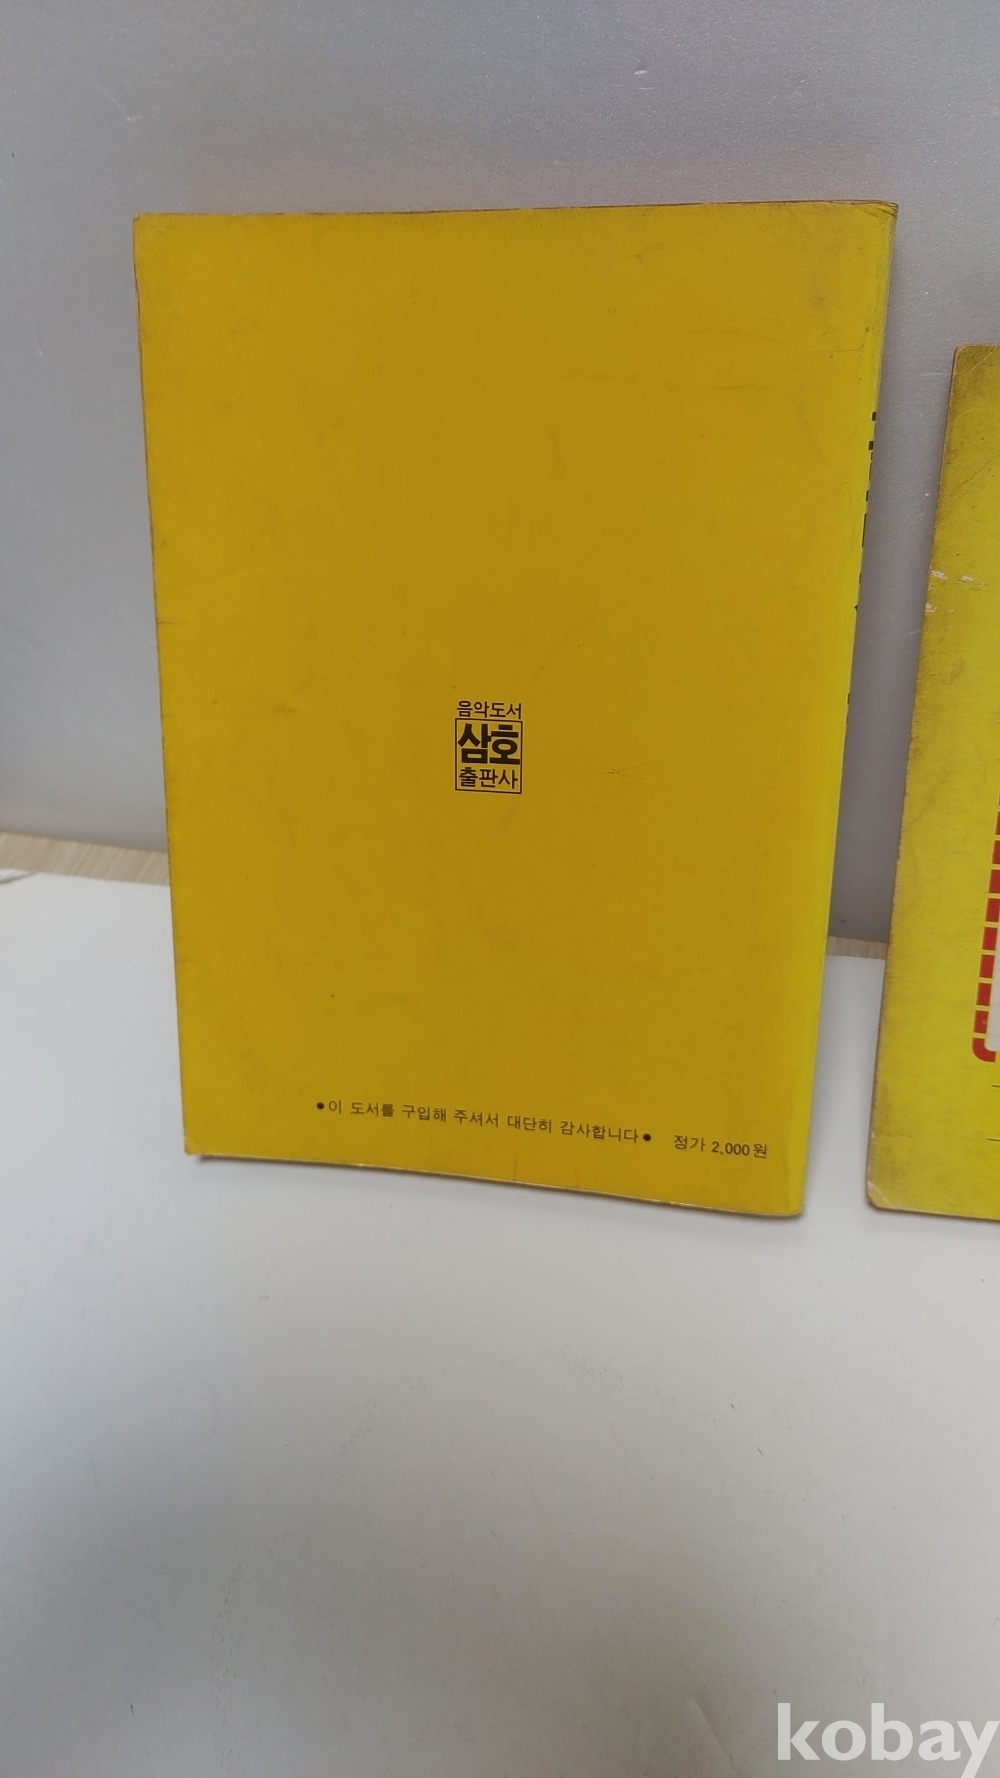 음악도서
삼호
출판사
●이 도서를 구입해 주셔서 대단히 감사합니다● 정가 2,000원
kobay